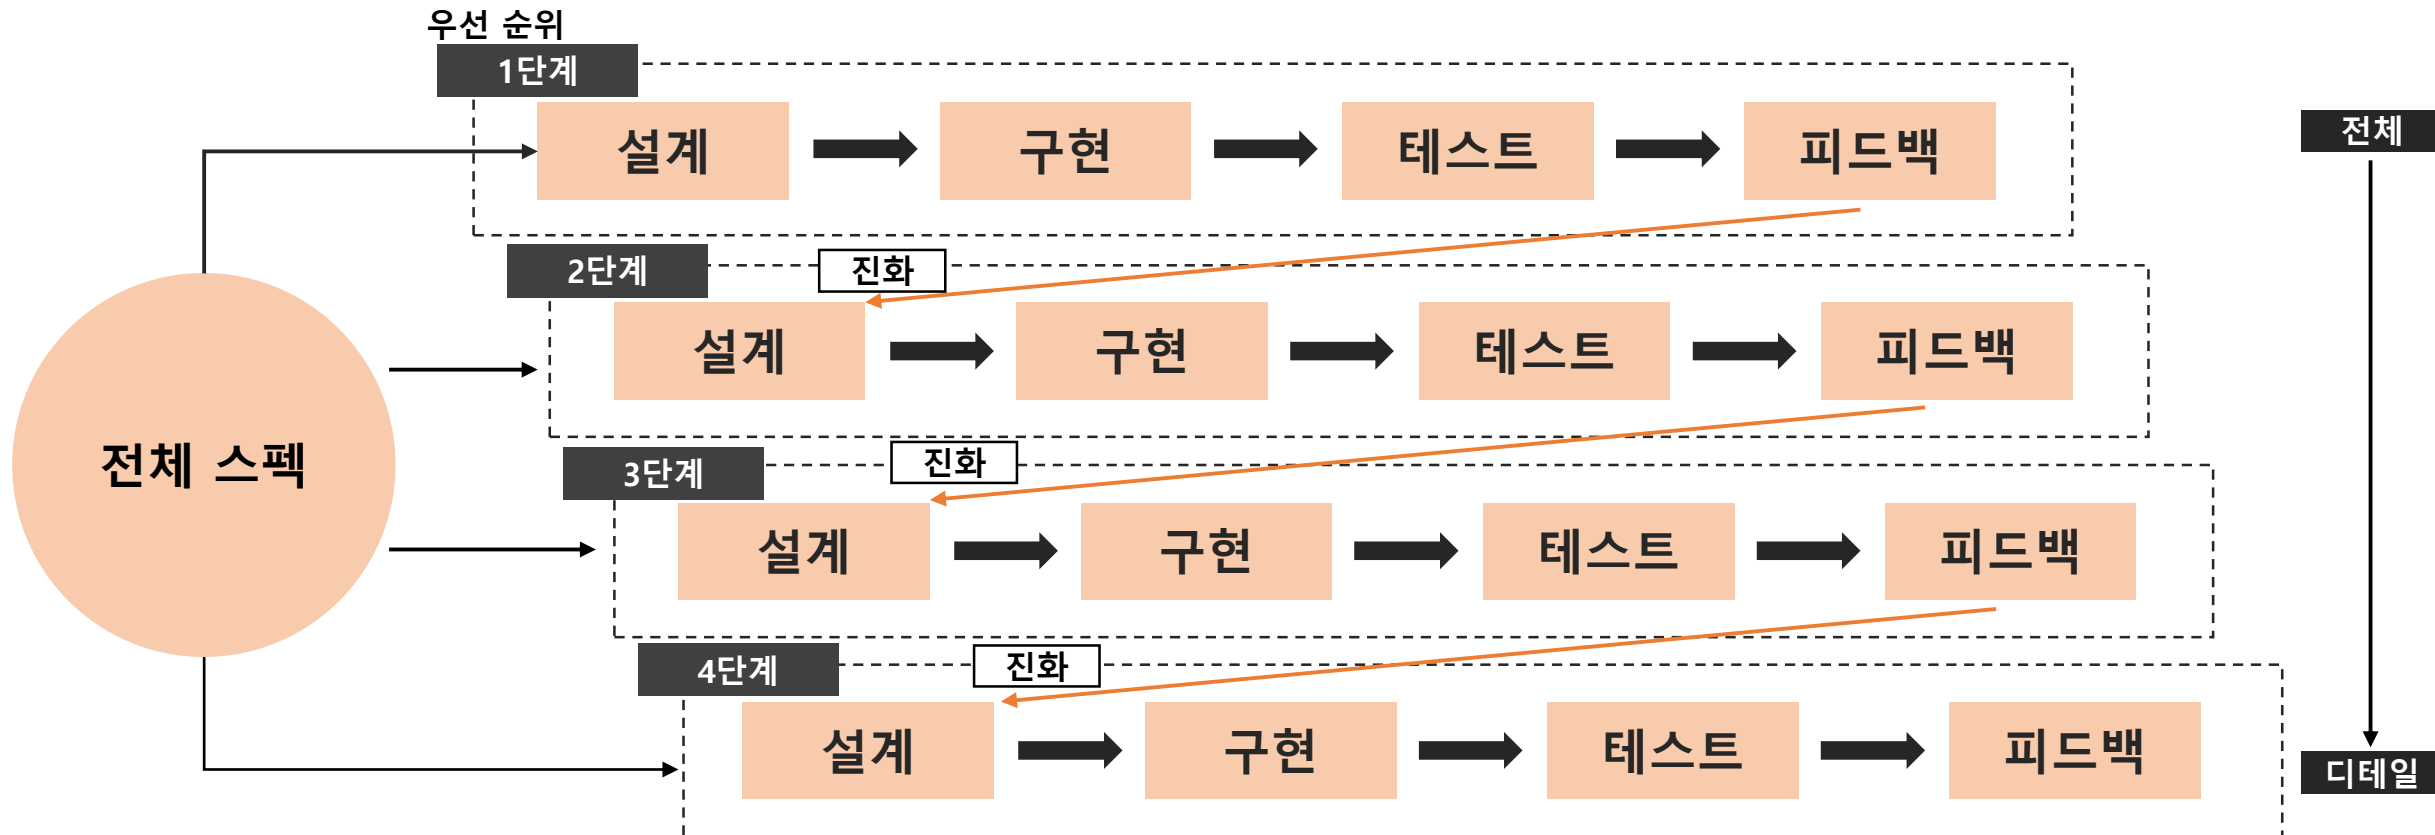 우선 순위
1단계
설계
구현
테스트
피드백
전체
2단계
진화
설계
구현
테스트
피드백
전체 스펙
3단계
진화
설계
구현
테스트
피드백
4단계
진화
설계
구현
테스트
피드백
디테일